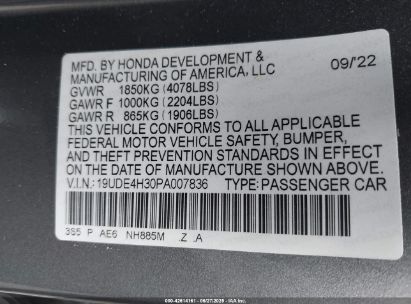 MFD. BY HONDA DEVELOPMENT &
MANUFACTURING OF AMERICA, LLC 09/'22
GVWR 1850KG (4078LBS)
GAWR F 1000KG (2204LBS)
GAWR R 865KG (1906LBS)
THIS VEHICLE CONFORMS TO ALL APPLICABLE
FEDERAL MOTOR VEHICLE SAFETY, BUMPER,
AND THEFT PREVENTION STANDARDS IN EFFECT
ON THE DATE OF MANUFACTURE SHOWN ABOVE.
V.I.N.: 19UDE4H30PA007836 TYPE: PASSENGER CAR
3S5 P AE6 NH885M .Z .A